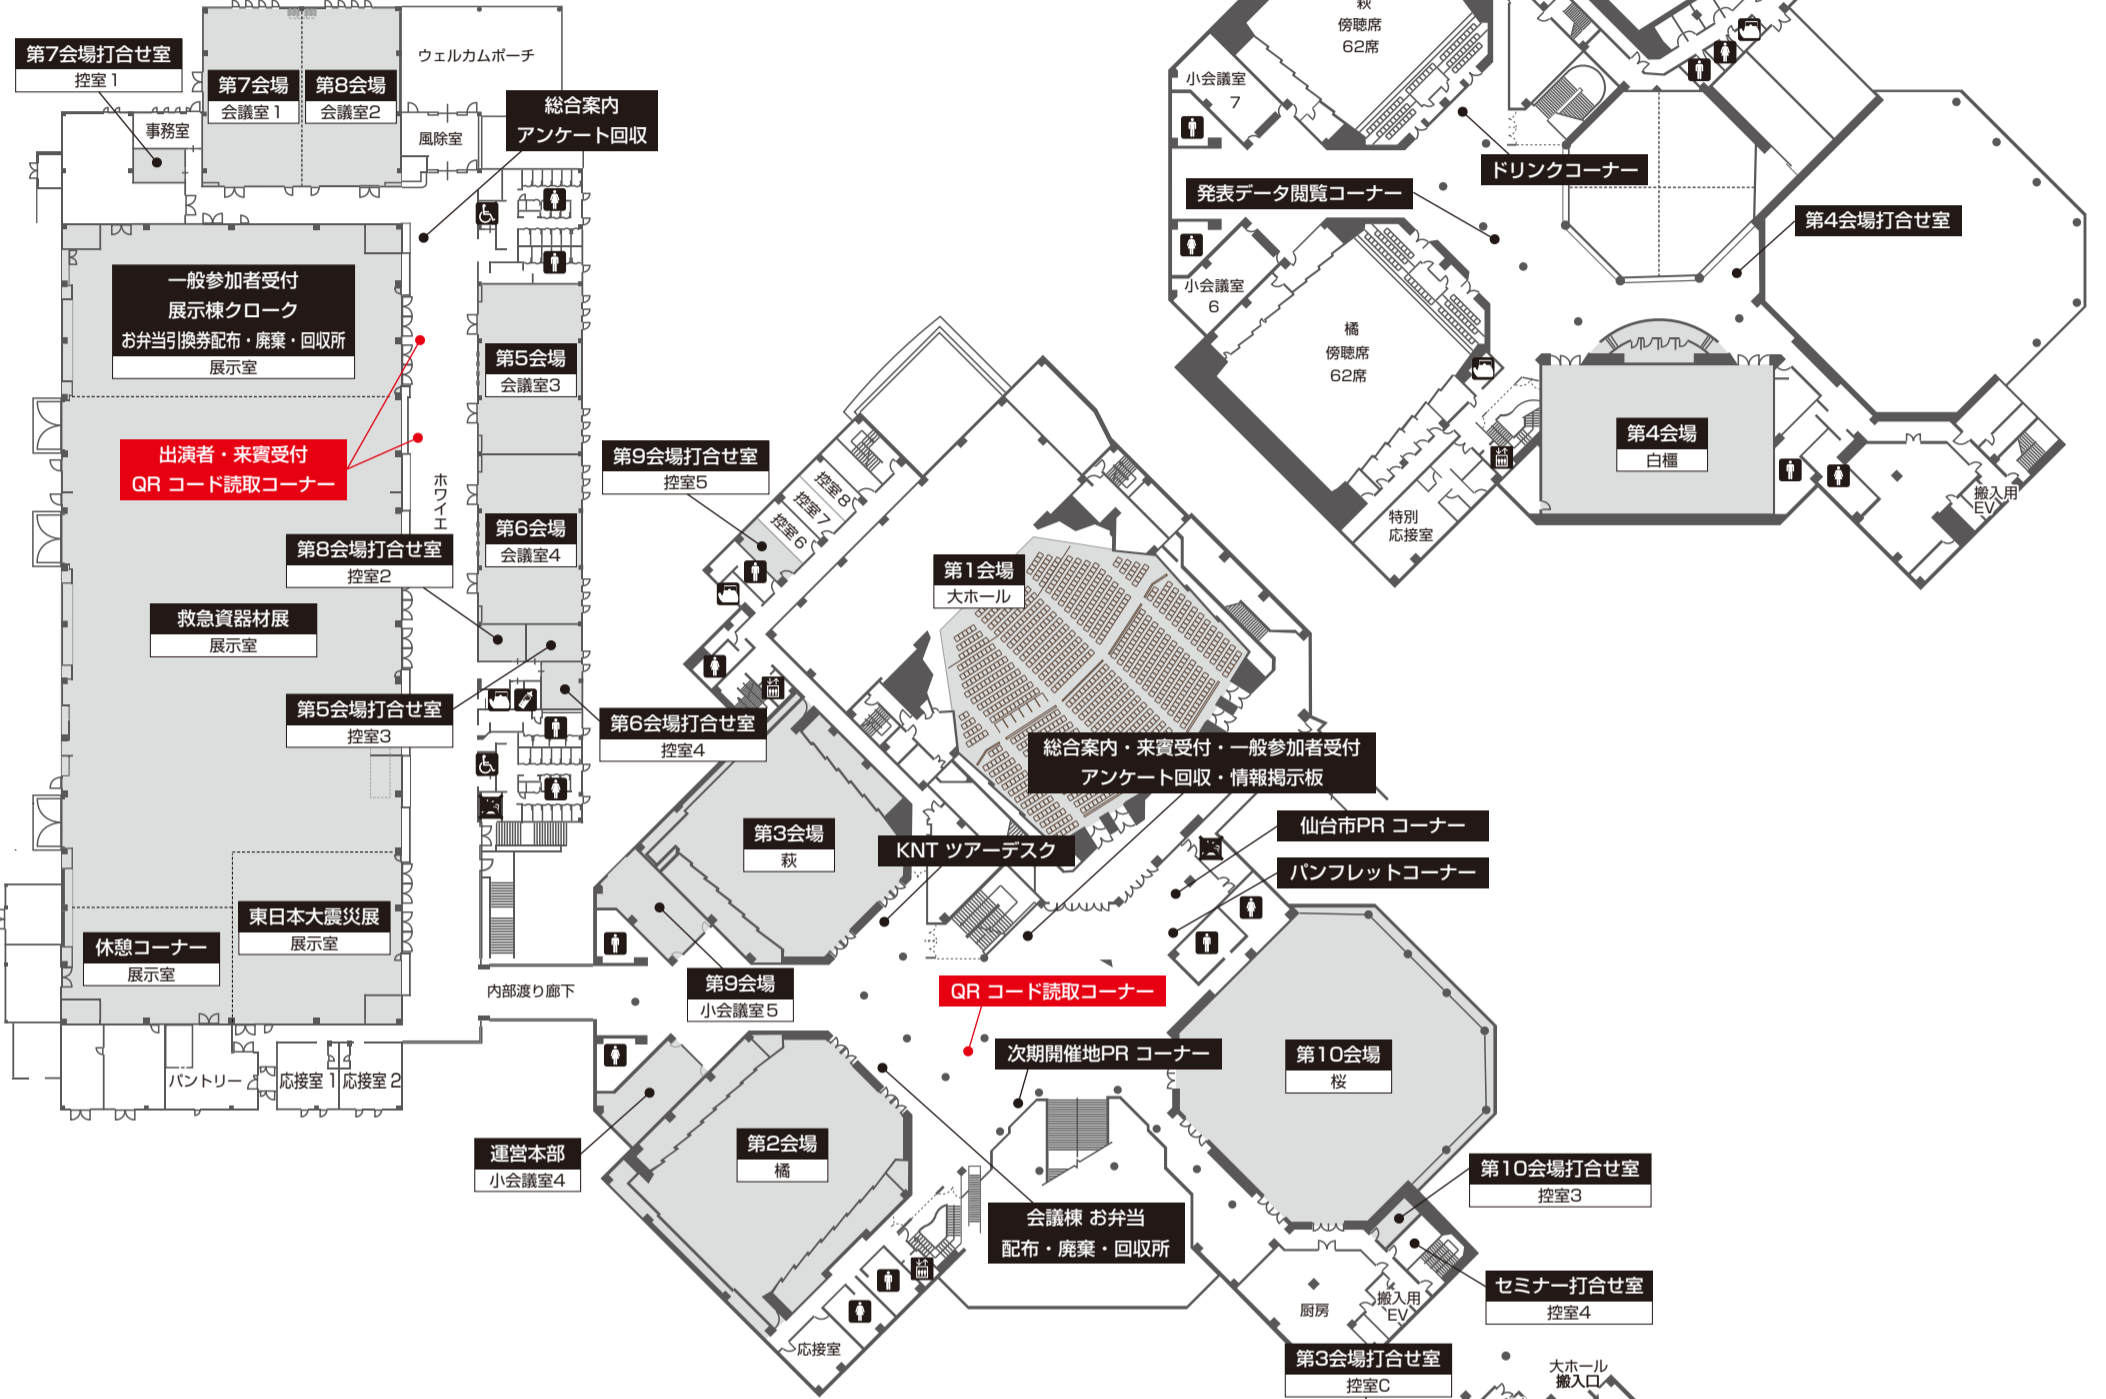 第7会場打合せ室
控室1
第7会場
会議室1
第8会場
会議室2
ウェルカムポーチ
事務室
風除室
総合案内
アンケート回収
一般参加者受付
展示棟クローク
お弁当引換券配布・廃棄・回収所
展示室
出演者・来賓受付
QR コード読取コーナー
ホワイエ
第5会場
会議室3
第6会場
会議室4
第8会場打合せ室
控室2
救急資器材展
展示室
第5会場打合せ室
控室3
第6会場打合せ室
控室4
東日本大震災展
展示室
休憩コーナー
展示室
パントリー
応接室1
応接室2
内部渡り廊下
第9会場打合せ室
控室5
控室8
控室7
控室6
第1会場
大ホール
総合案内・来賓受付・一般参加者受付
アンケート回収・情報掲示板
仙台市PR コーナー
パンフレットコーナー
KNT ツアーデスク
第3会場
萩
第9会場
小会議室5
QR コード読取コーナー
次期開催地PR コーナー
第10会場
桜
運営本部
小会議室4
第2会場
橘
会議棟 お弁当
配布・廃棄・回収所
第10会場打合せ室
控室3
セミナー打合せ室
控室4
応接室
厨房
搬入用
EV
第3会場打合せ室
控室C
大ホール
搬入口
萩
傍聴席
62席
小会議室
7
ドリンクコーナー
発表データ閲覧コーナー
第4会場打合せ室
小会議室
6
橘
傍聴席
62席
第4会場
白橿
特別
応接室
搬入用
EV